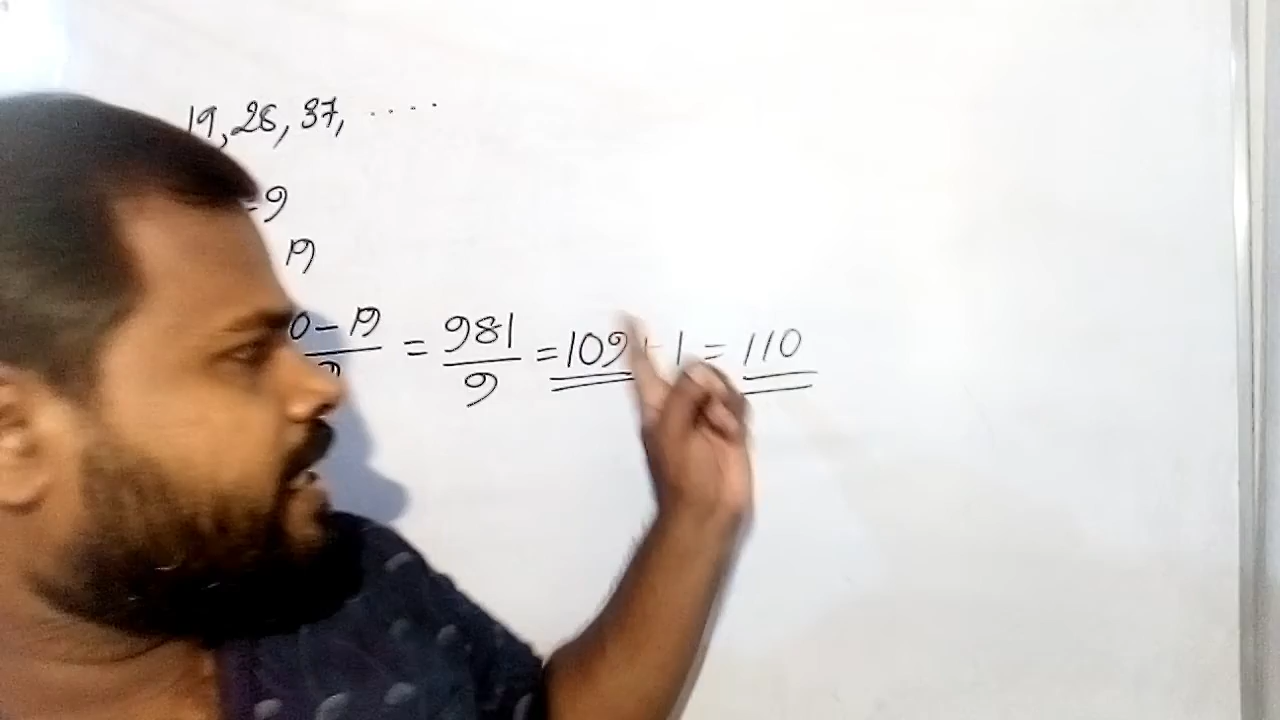 19, 28, 37, ....
-9
19
0-19/9 = 981/9 = 109+1 = 110